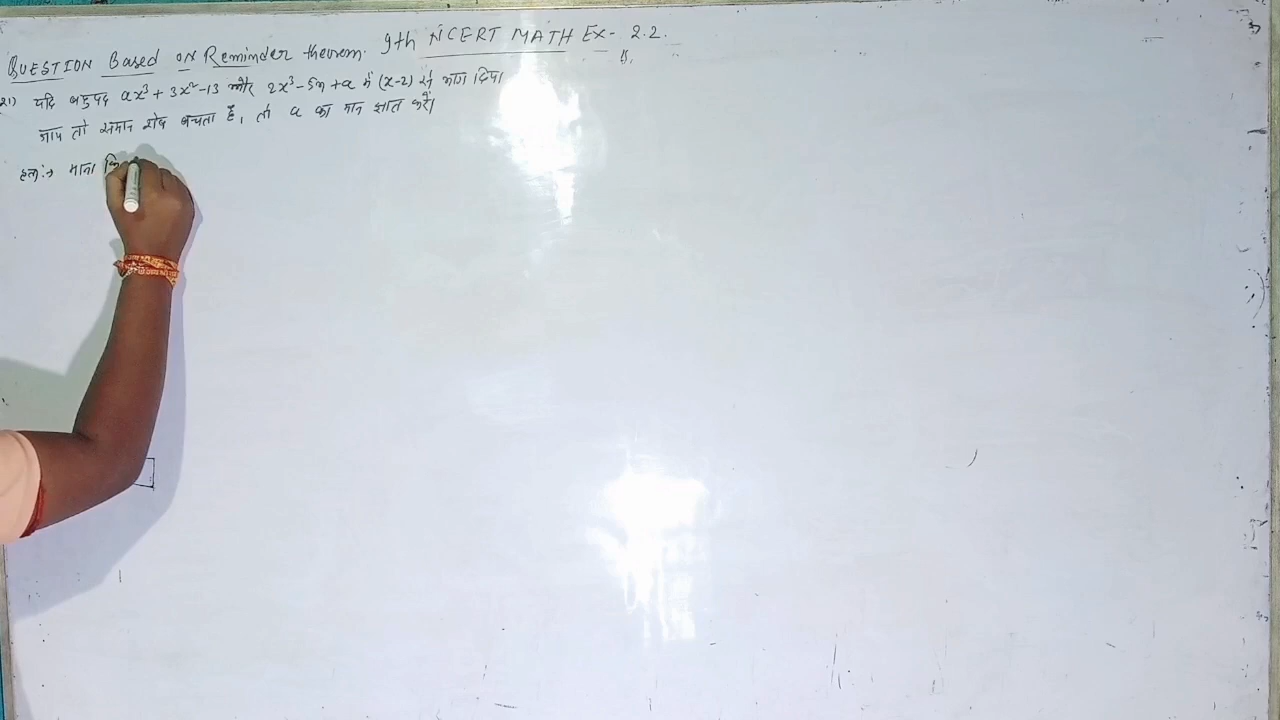 QUESTION Based on Reminder theorem. 9th NCERT MATH EX- 2.2.
21) यदि बहुपद ax³ + 3x² -13 और 2x³ - 5x + a में (x-2) से भाग दिया
जाय तो समान शेष बचता है, तो a का मान ज्ञात करें।
हल:→ माना कि